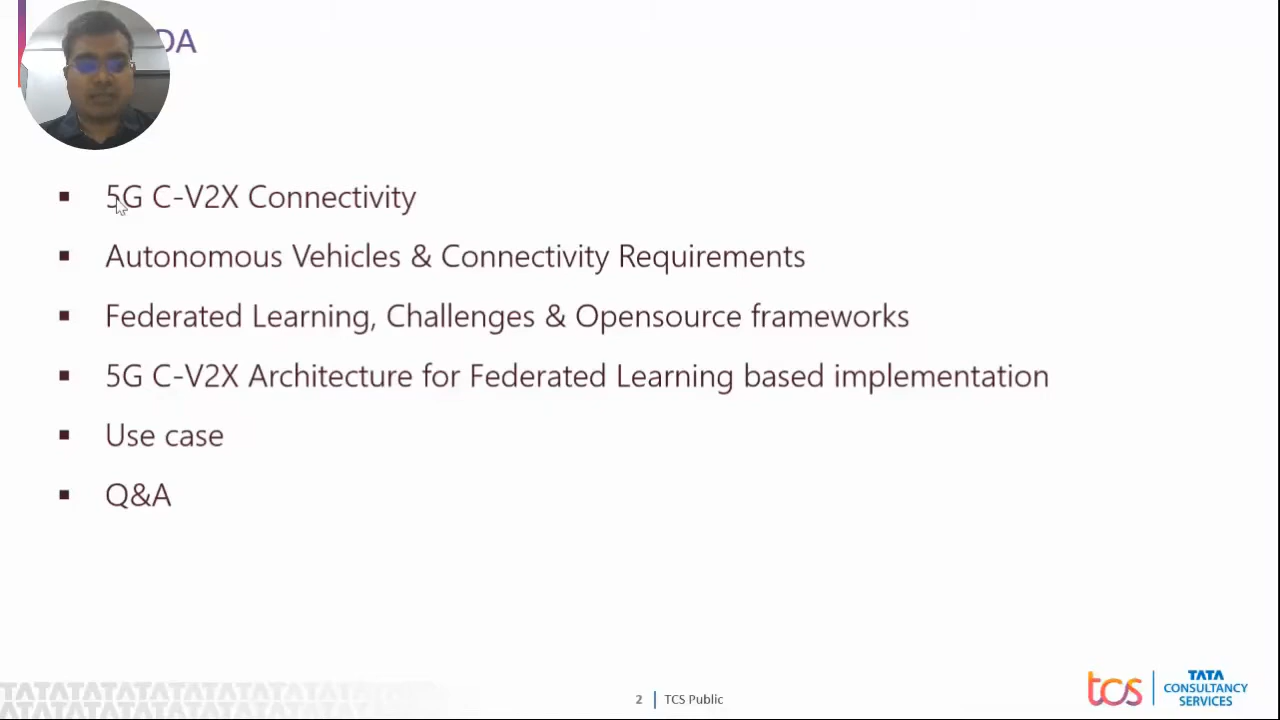 DA
5G C-V2X Connectivity
Autonomous Vehicles & Connectivity Requirements
Federated Learning, Challenges & Opensource frameworks
5G C-V2X Architecture for Federated Learning based implementation
Use case
Q&A
TATATATATATATATATATATATA
2 | TCS Public
tcs | TATA
CONSULTANCY
SERVICES